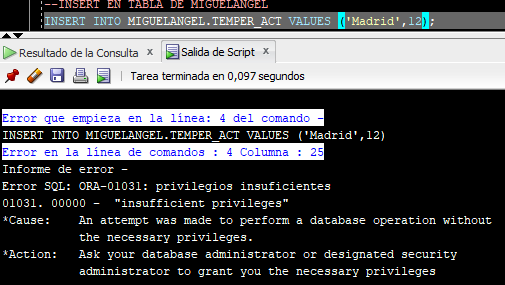 --INSERT EN TABLA DE MIGUELANGEL
INSERT INTO MIGUELANGEL.TEMPER_ACT VALUES ('Madrid',12);
Resultado de la Consulta x Salida de Script x
Tarea terminada en 0,097 segundos
Error que empieza en la línea: 4 del comando -
INSERT INTO MIGUELANGEL.TEMPER_ACT VALUES ('Madrid',12)
Error en la línea de comandos : 4 Columna : 25
Informe de error -
Error SQL: ORA-01031: privilegios insuficientes
01031. 00000 -  "insufficient privileges"
*Cause:    An attempt was made to perform a database operation without
the necessary privileges.
*Action:   Ask your database administrator or designated security
administrator to grant you the necessary privileges